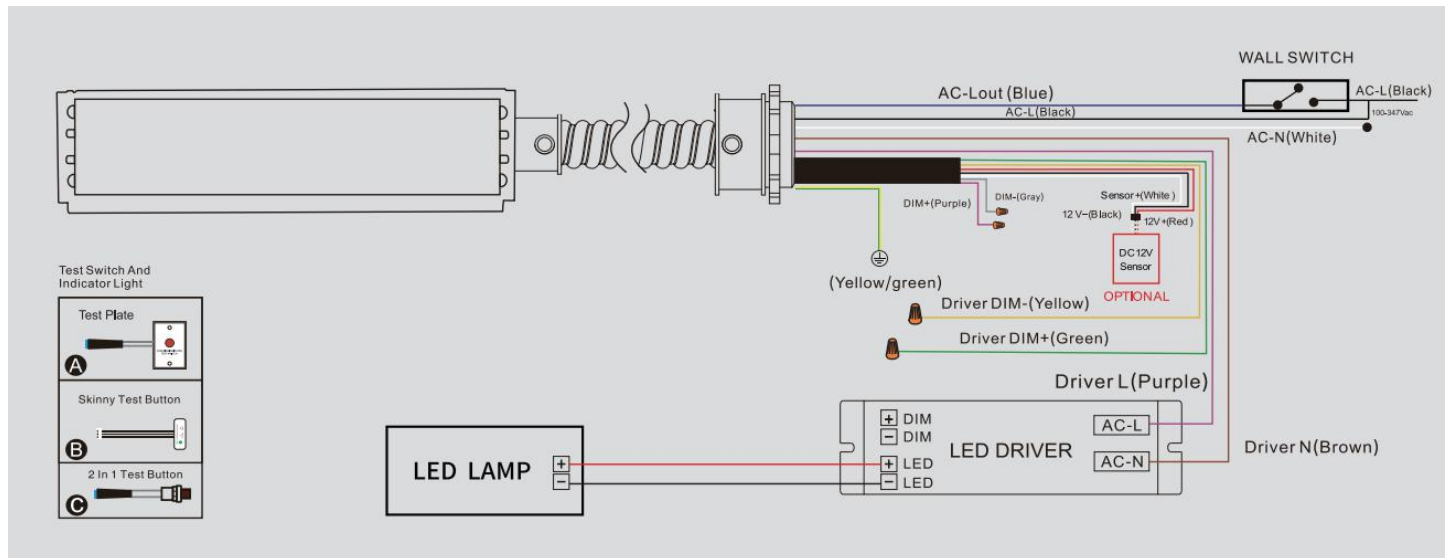 WALL SWITCH
AC-Lout (Blue)
AC-L(Black)
AC-L(Black)
100-347Vac
AC-N(White)
DIM+(Purple)
DIM-(Gray)
Sensor+(White)
12V-(Black)
12V+(Red)
DC12V
Sensor
OPTIONAL
(Yellow/green)
Driver DIM-(Yellow)
Driver DIM+(Green)
Driver L(Purple)
Driver N(Brown)
Test Switch And
Indicator Light
Test Plate
A
Skinny Test Button
B
2 In 1 Test Button
C
LED LAMP
+
-
+ DIM
- DIM
+ LED
- LED
LED DRIVER
AC-L
AC-N